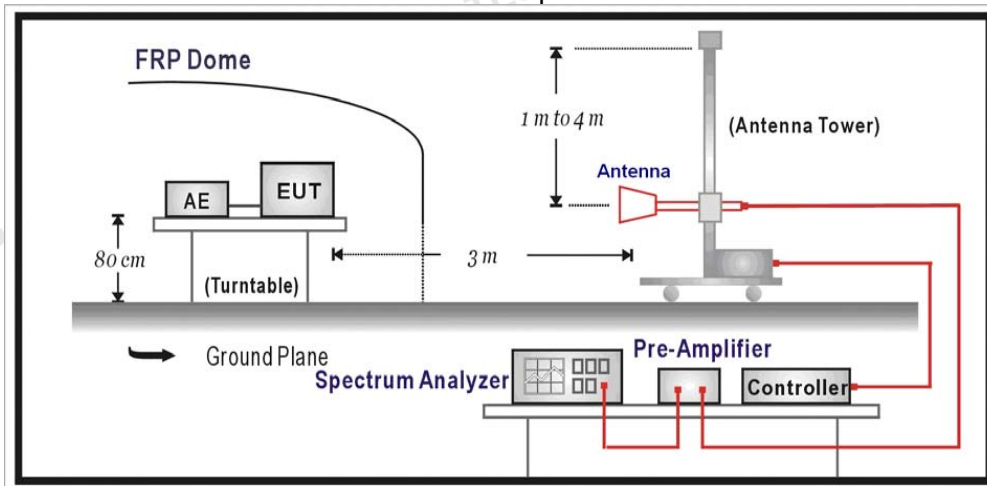 FRP Dome
1 m to 4 m
(Antenna Tower)
Antenna
AE
EUT
80 cm
3 m
(Turntable)
Ground Plane
Pre-Amplifier
Spectrum Analyzer
Controller